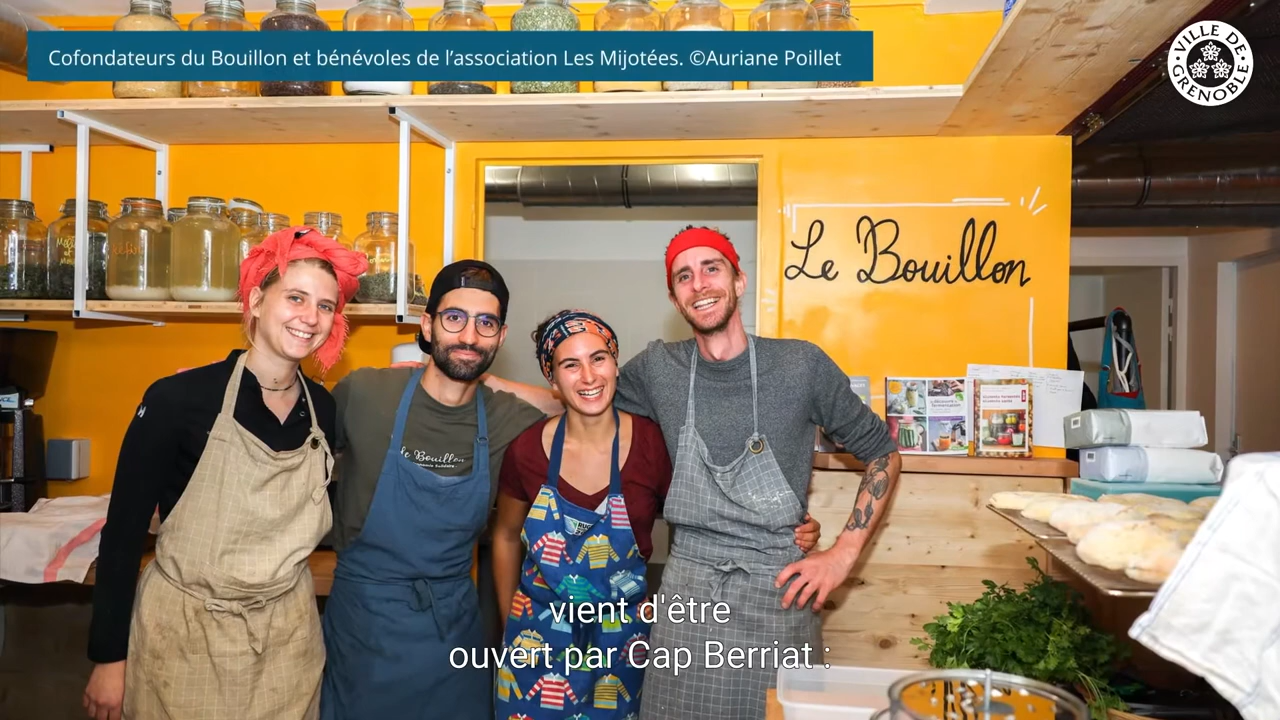 Cofondateurs du Bouillon et bénévoles de l’association Les Mijotées. ©Auriane Poillet
VILLE DE
GRENOBLE
Le Bouillon
le Bouillon
vient d'être
ouvert par Cap Berriat :